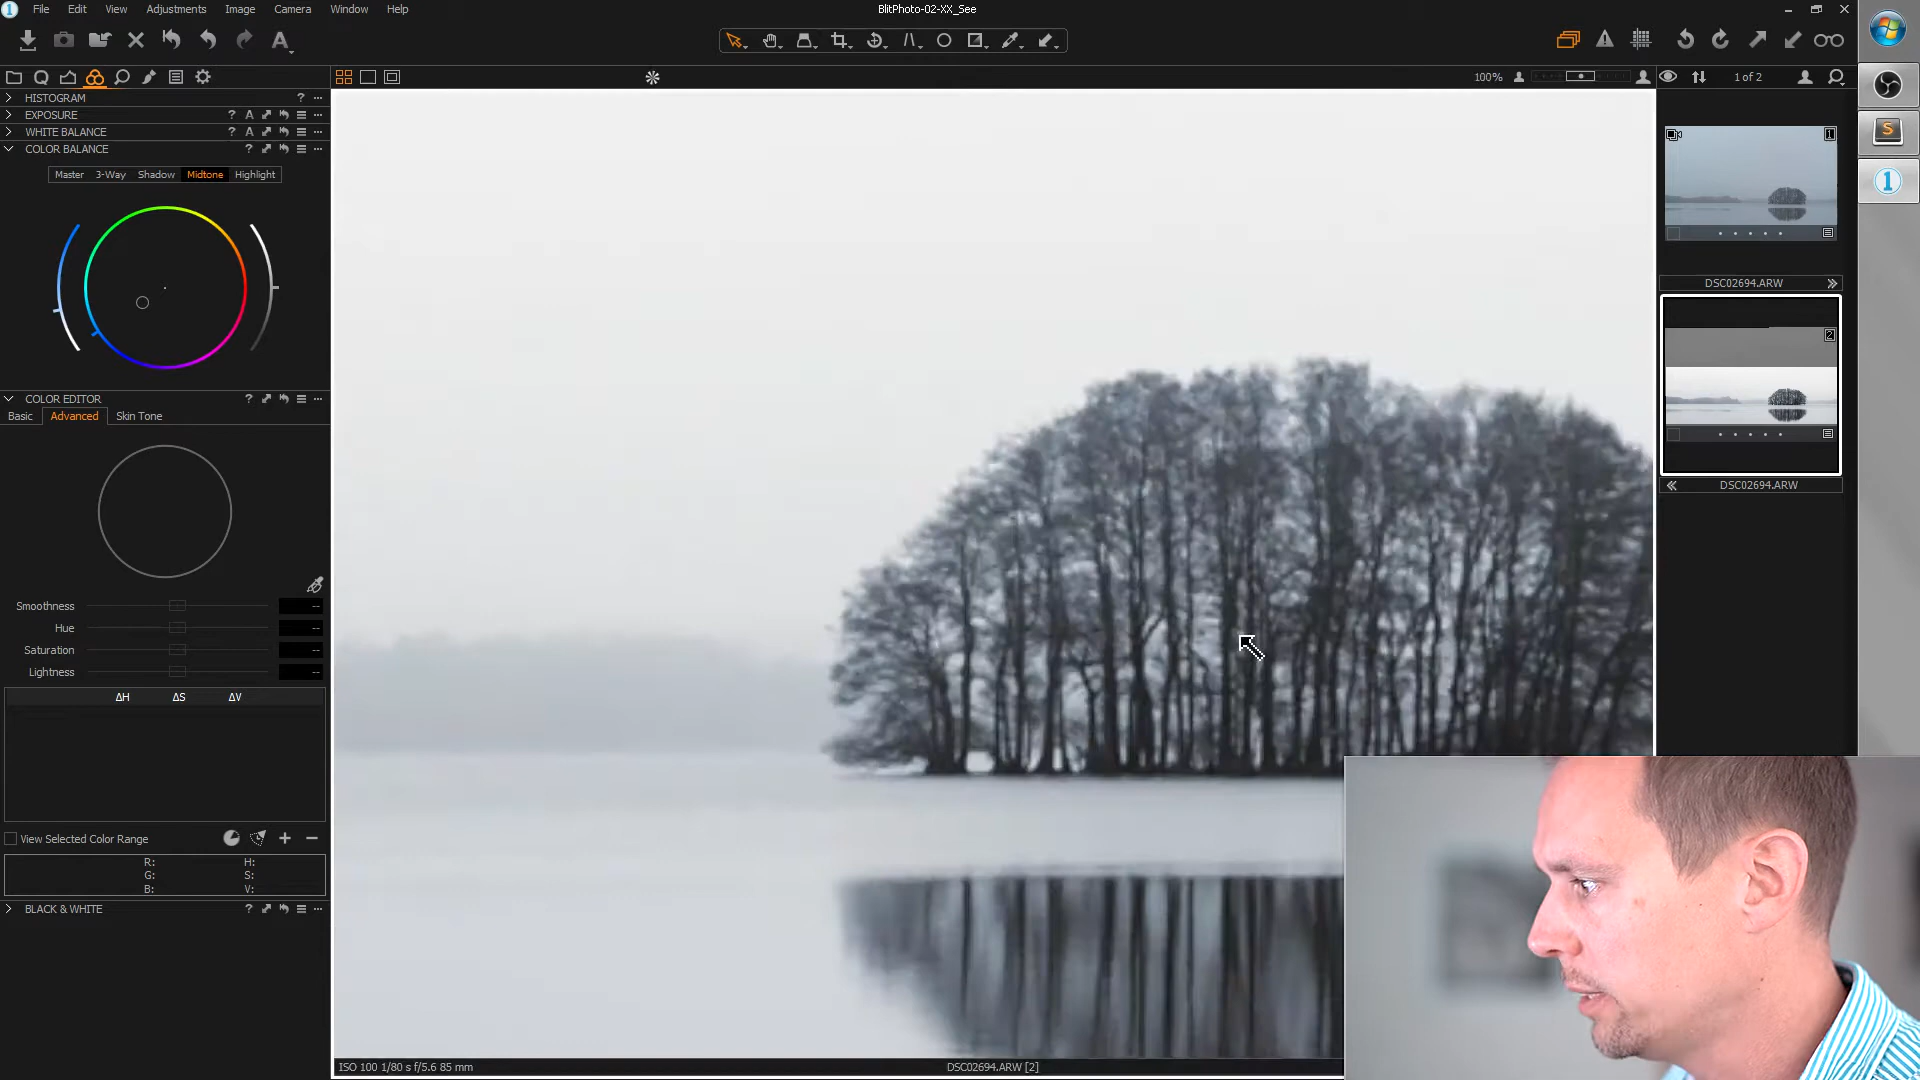 File Edit View Adjustments Image Camera Window Help
BlitPhoto-02-XX_See
100%
1 of 2
HISTOGRAM
EXPOSURE
WHITE BALANCE
COLOR BALANCE
Master 3-Way Shadow Midtone Highlight
COLOR EDITOR
Basic Advanced Skin Tone
Smoothness --
Hue --
Saturation --
Lightness --
ΔH ΔS ΔV
View Selected Color Range
R: H:
G: S:
B: V:
BLACK & WHITE
1
DSC02694.ARW
2
DSC02694.ARW
ISO 100 1/80 s f/5.6 85 mm
DSC02694.ARW [2]